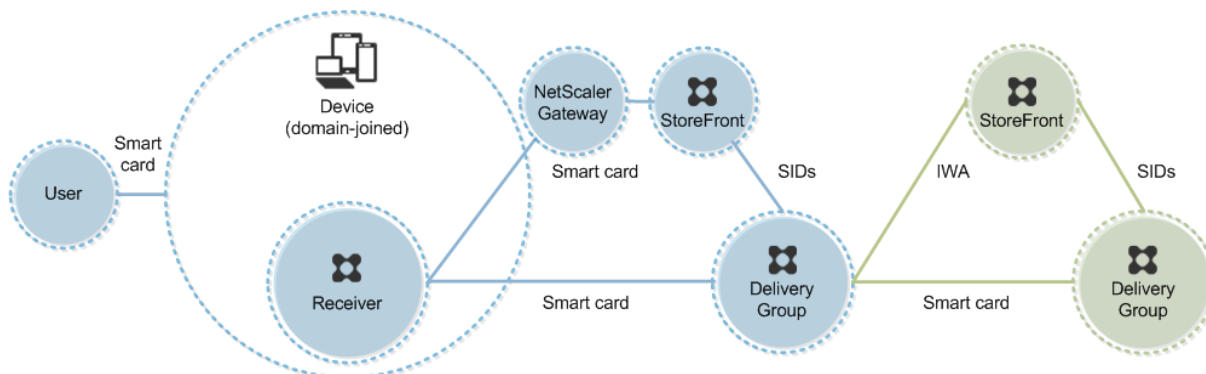 User
Smart
card
Device
(domain-joined)
Receiver
NetScaler
Gateway
StoreFront
Smart card
SIDs
Smart card
Delivery
Group
StoreFront
IWA
SIDs
Smart card
Delivery
Group